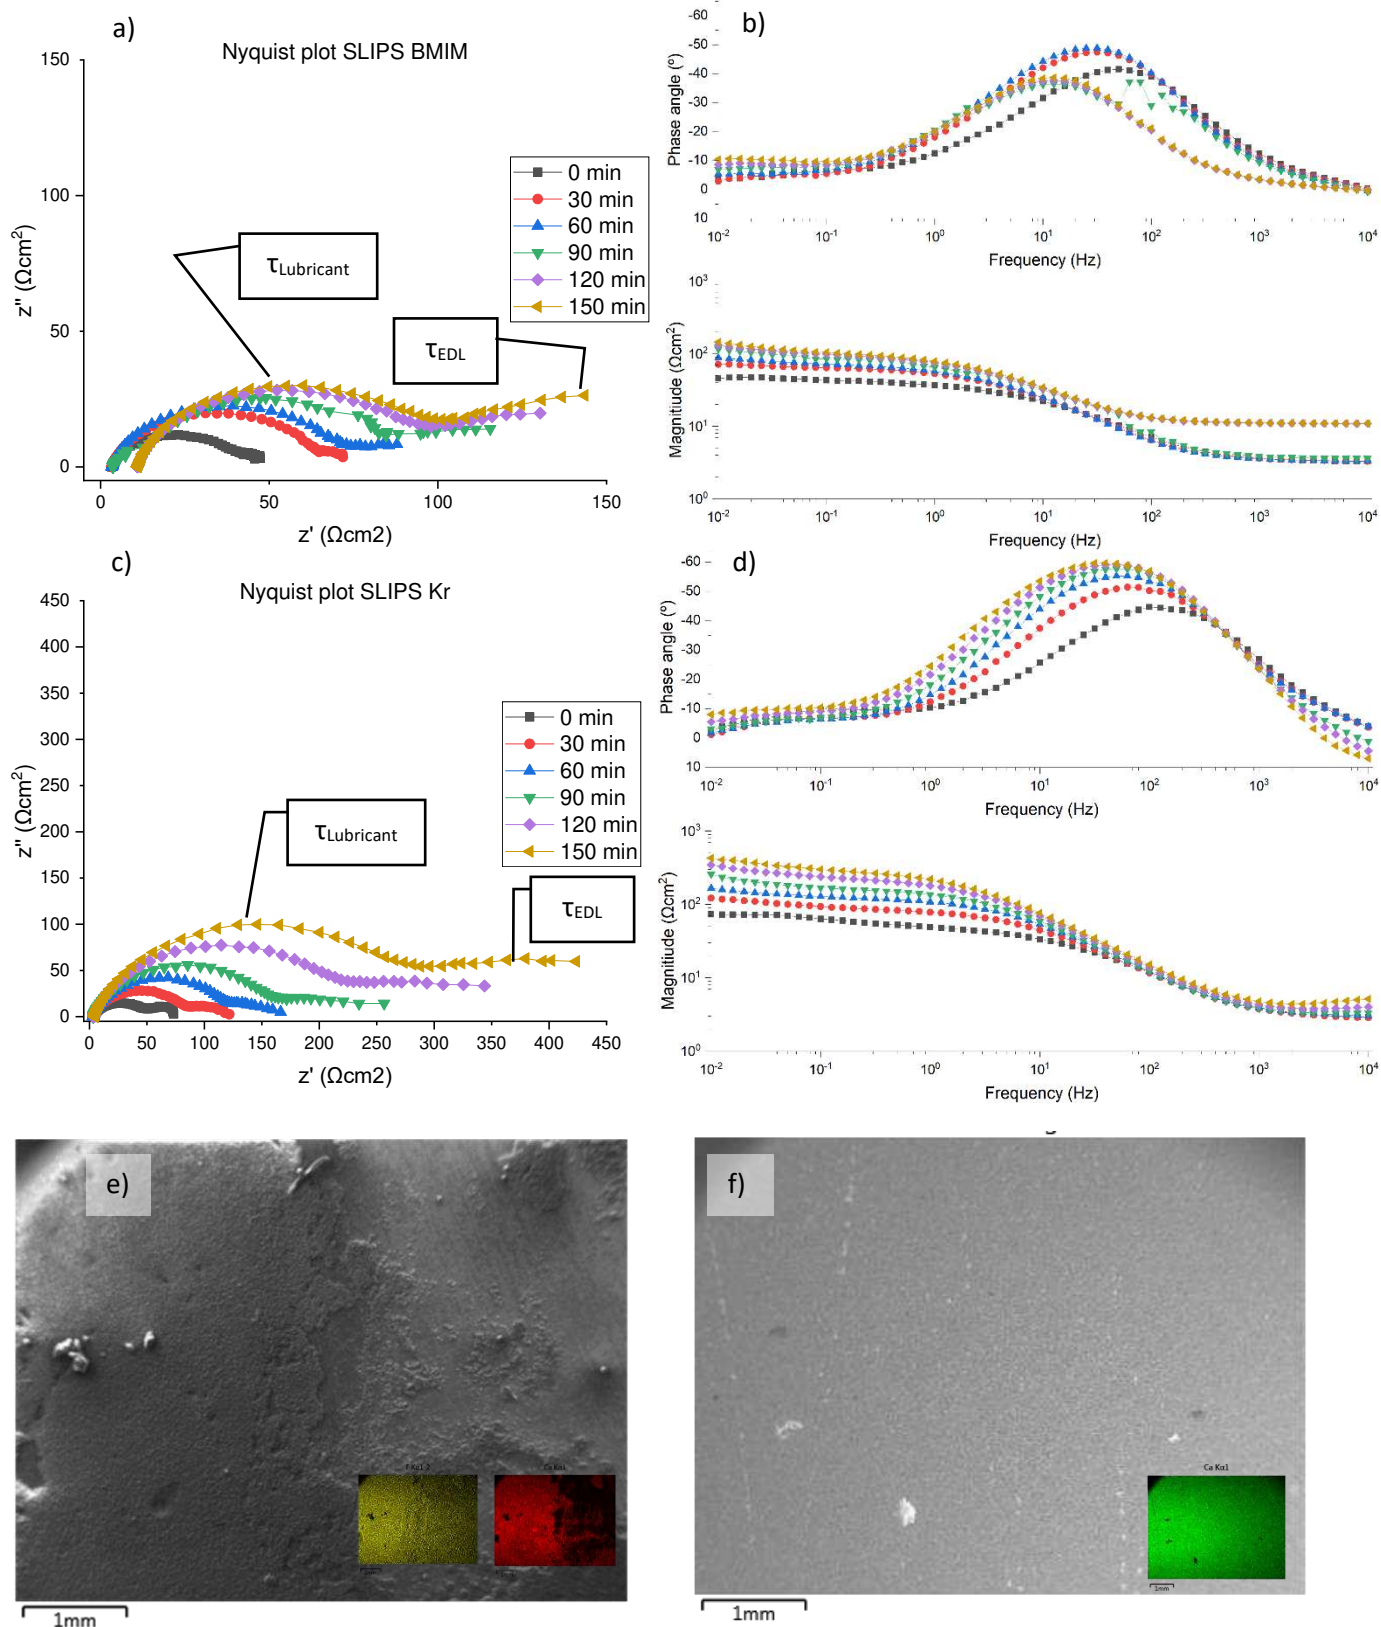 a)
Nyquist plot SLIPS BMIM
150
100
50
0
z'' (Ωcm²)
0 50 100 150
z' (Ωcm2)
τLubricant
τEDL
0 min
30 min
60 min
90 min
120 min
150 min
b)
-60
-50
-40
-30
-20
-10
0
10
Phase angle (°)
10⁻² 10⁻¹ 10⁰ 10¹ 10² 10³ 10⁴
Frequency (Hz)
10³
10²
10¹
10⁰
Magnitiude (Ωcm²)
10⁻² 10⁻¹ 10⁰ 10¹ 10² 10³ 10⁴
Frequency (Hz)
c)
Nyquist plot SLIPS Kr
450
400
350
300
250
200
150
100
50
0
z'' (Ωcm²)
0 50 100 150 200 250 300 350 400 450
z' (Ωcm2)
τLubricant
τEDL
0 min
30 min
60 min
90 min
120 min
150 min
d)
-60
-50
-40
-30
-20
-10
0
10
Phase angle (°)
10⁻² 10⁻¹ 10⁰ 10¹ 10² 10³ 10⁴
Frequency (Hz)
10³
10²
10¹
10⁰
Magnitiude (Ωcm²)
10⁻² 10⁻¹ 10⁰ 10¹ 10² 10³ 10⁴
Frequency (Hz)
e)
Ca Kα1
1mm
f)
Ca Kα1
1mm
1mm